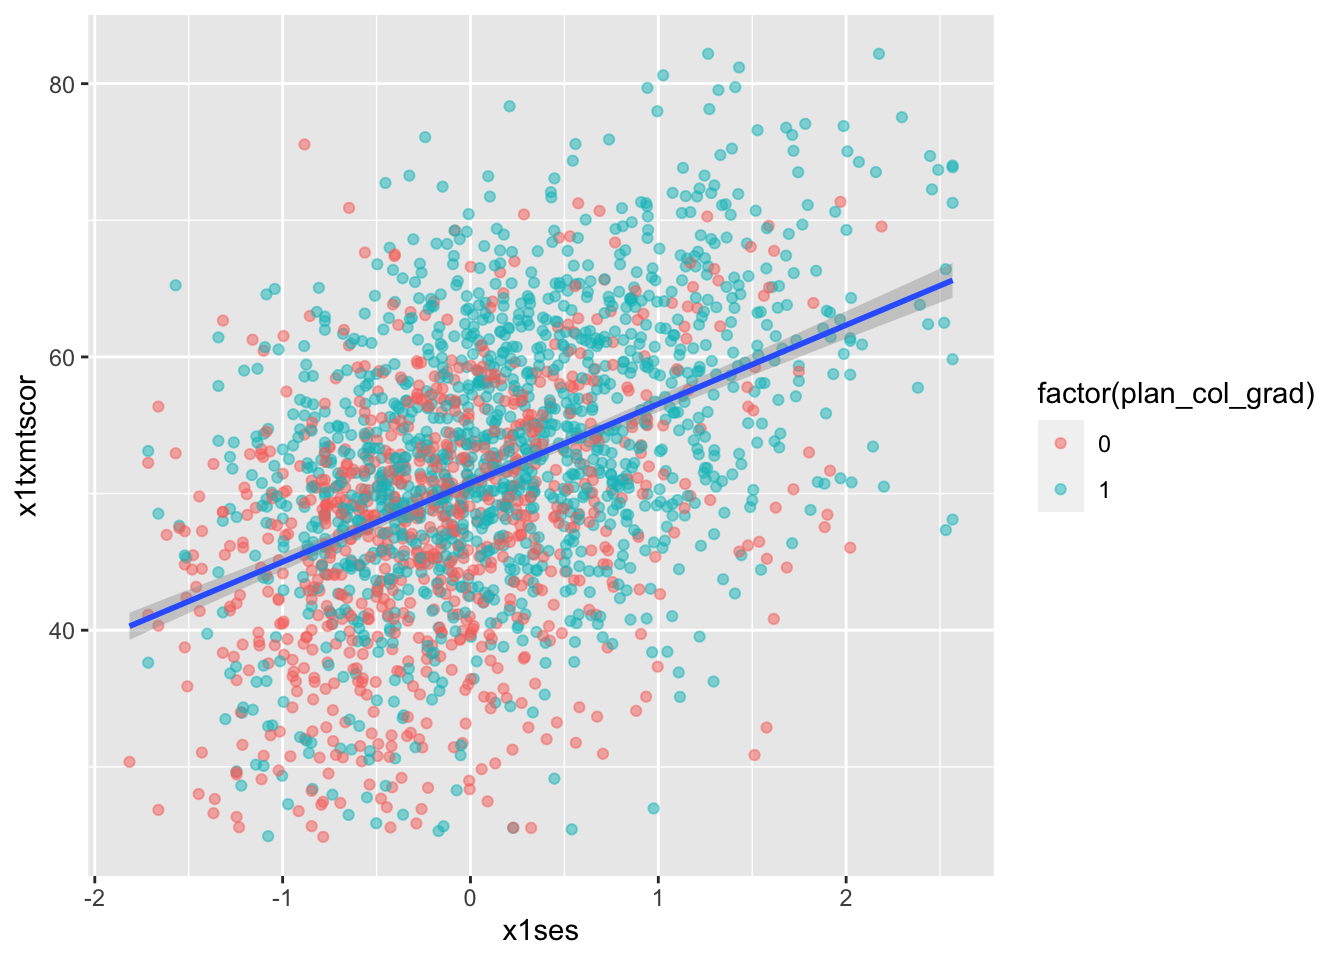 80
60
40
x1txmtscor
-2 -1 0 1 2
x1ses
factor(plan_col_grad)
0
1